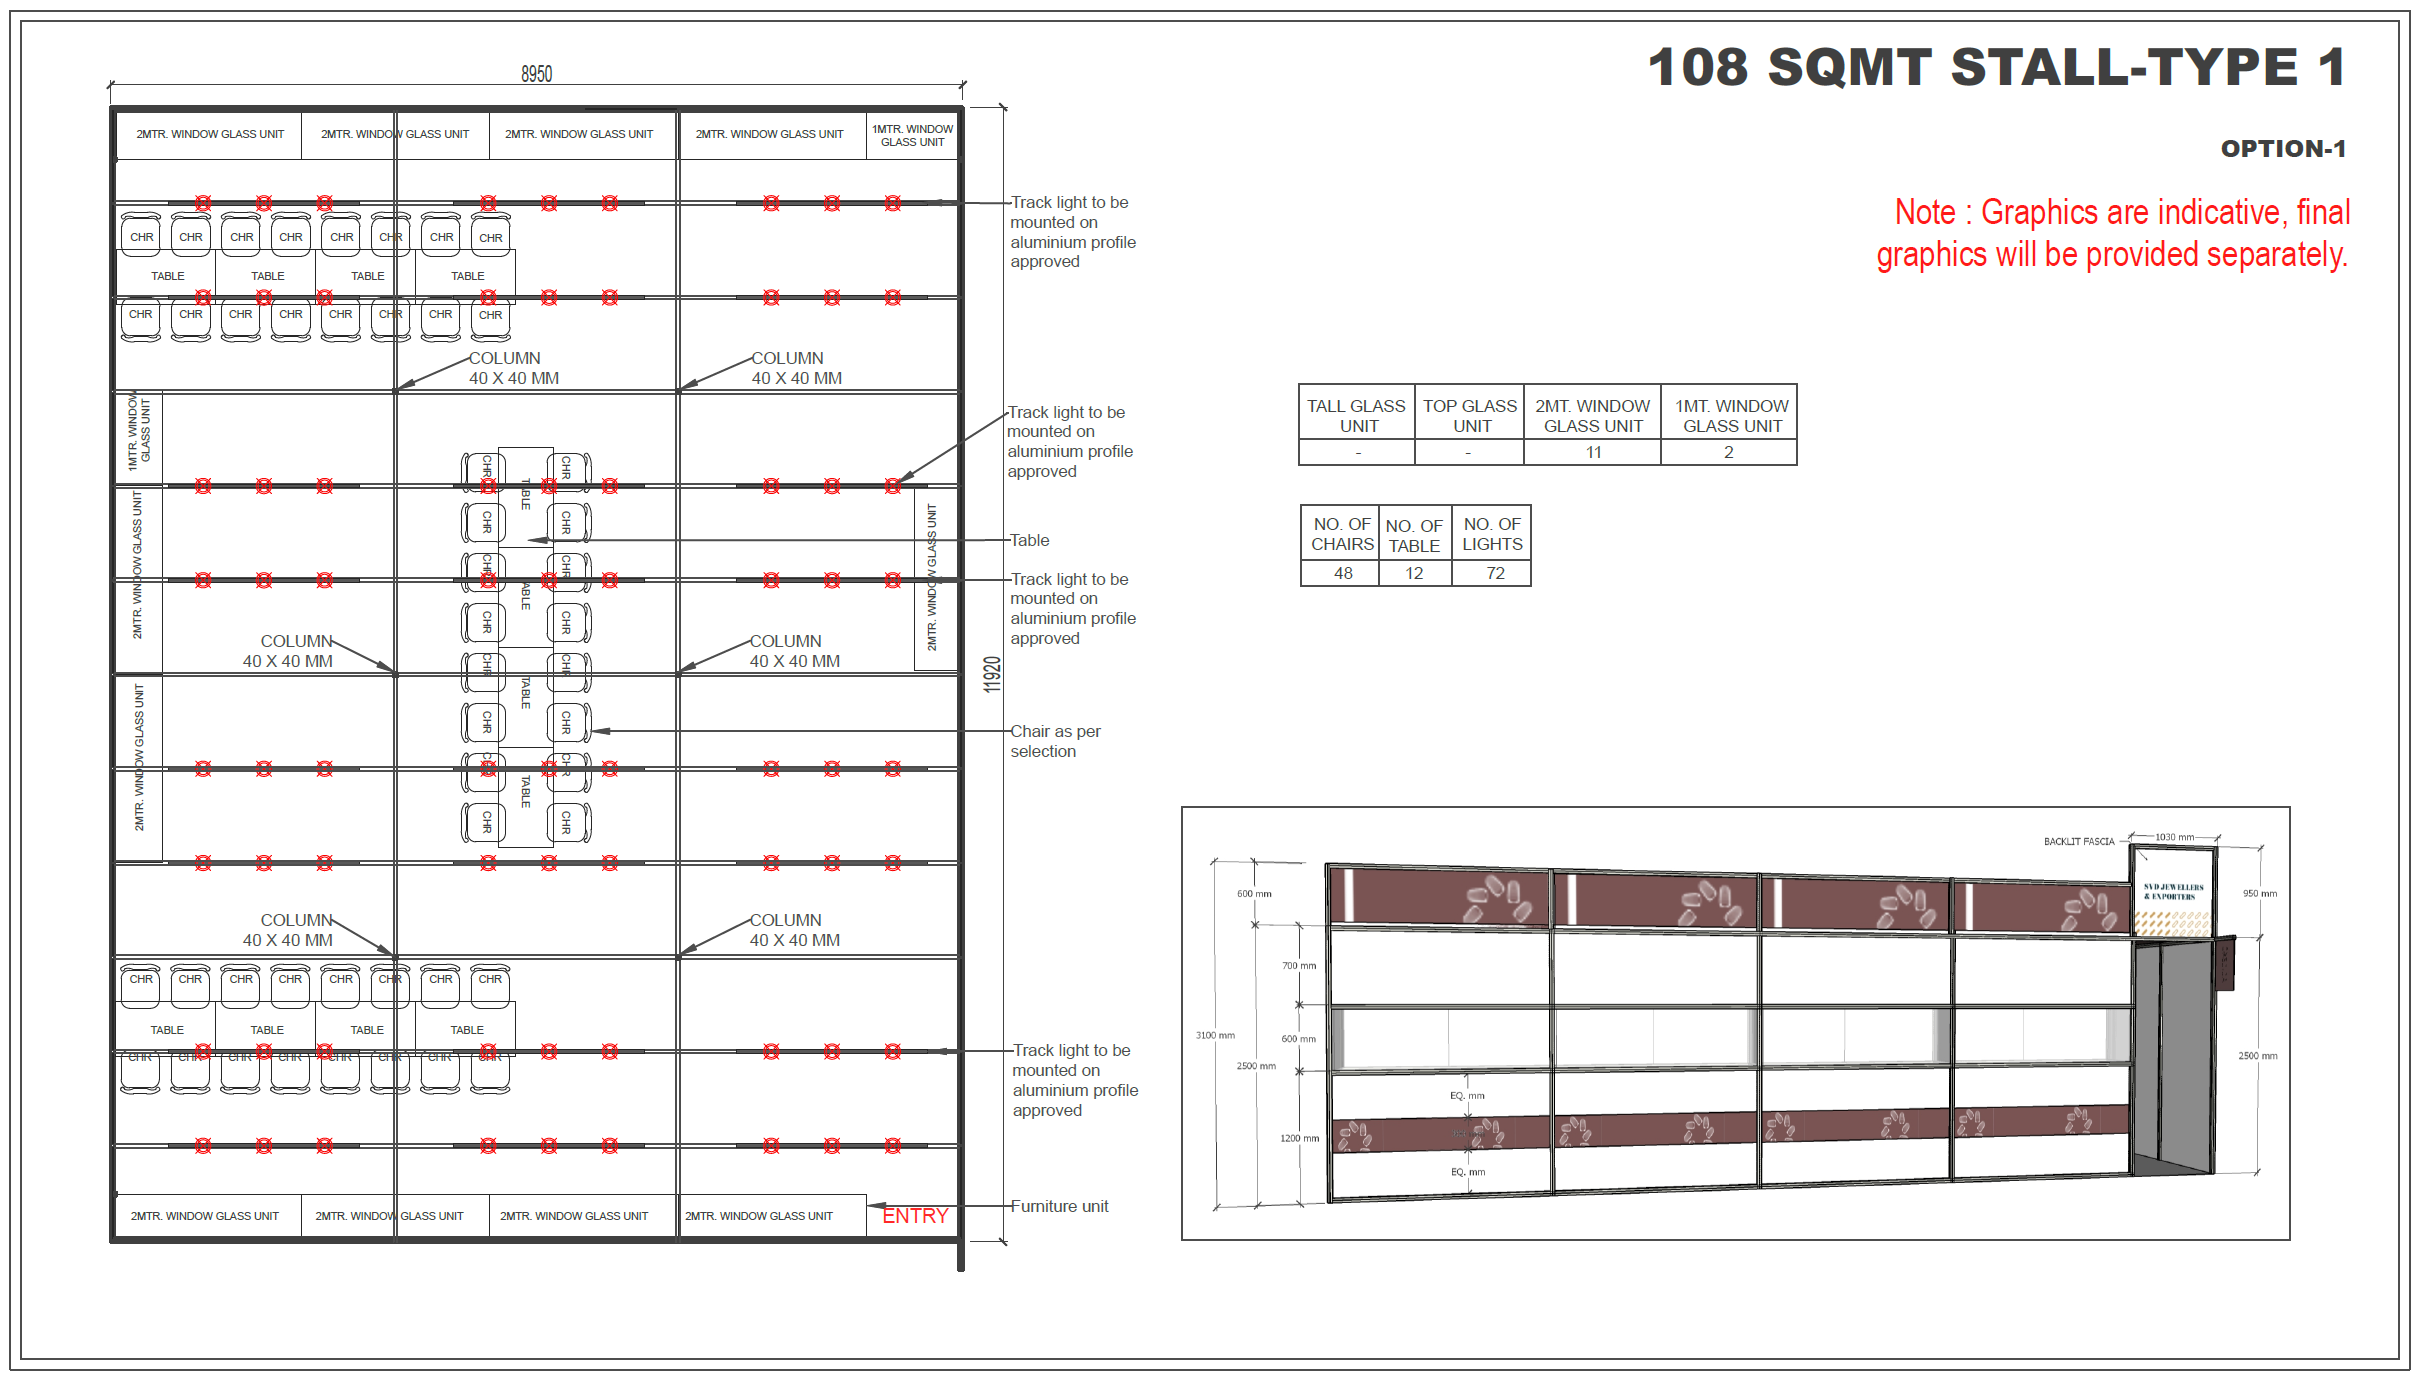 108 SQMT STALL-TYPE 1
OPTION-1
Note : Graphics are indicative, final
graphics will be provided separately.
8950
2MTR. WINDOW GLASS UNIT
2MTR. WINDOW GLASS UNIT
2MTR. WINDOW GLASS UNIT
2MTR. WINDOW GLASS UNIT
1MTR. WINDOW
GLASS UNIT
Track light to be
mounted on
aluminium profile
approved
CHR CHR CHR CHR CHR CHR CHR CHR
TABLE TABLE TABLE TABLE
CHR CHR CHR CHR CHR CHR CHR CHR
COLUMN
40 X 40 MM
COLUMN
40 X 40 MM
1MTR. WINDOW
GLASS UNIT
Track light to be
mounted on
aluminium profile
approved
2MTR. WINDOW GLASS UNIT
2MTR. WINDOW GLASS UNIT
2MTR. WINDOW GLASS UNIT
CHR CHR
TABLE
CHR CHR
Table
CHR CHR
TABLE
CHR CHR
Track light to be
mounted on
aluminium profile
approved
COLUMN
40 X 40 MM
COLUMN
40 X 40 MM
CHR CHR
TABLE
CHR CHR
11920
Chair as per
selection
CHR CHR
TABLE
CHR CHR
COLUMN
40 X 40 MM
COLUMN
40 X 40 MM
CHR CHR CHR CHR CHR CHR CHR CHR
TABLE TABLE TABLE TABLE
CHR CHR CHR CHR CHR CHR CHR CHR
Track light to be
mounted on
aluminium profile
approved
2MTR. WINDOW GLASS UNIT
2MTR. WINDOW GLASS UNIT
2MTR. WINDOW GLASS UNIT
2MTR. WINDOW GLASS UNIT
ENTRY
Furniture unit
TALL GLASS UNIT TOP GLASS UNIT 2MT. WINDOW GLASS UNIT 1MT. WINDOW GLASS UNIT
- - 11 2
NO. OF CHAIRS NO. OF TABLE NO. OF LIGHTS
48 12 72
BACKLIT FASCIA
1030 mm
600 mm
SVD JEWELLERS
& EXPORTERS
950 mm
700 mm
3100 mm
600 mm
2500 mm
2500 mm
EQ. mm
1200 mm
EQ. mm